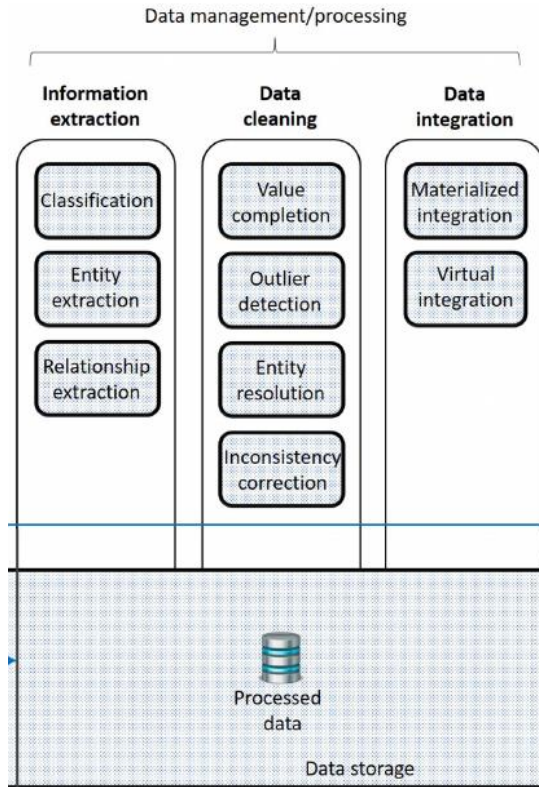 Data management/processing
Information
extraction
Data
cleaning
Data
integration
Classification
Entity
extraction
Relationship
extraction
Value
completion
Outlier
detection
Entity
resolution
Inconsistency
correction
Materialized
integration
Virtual
integration
Processed
data
Data storage